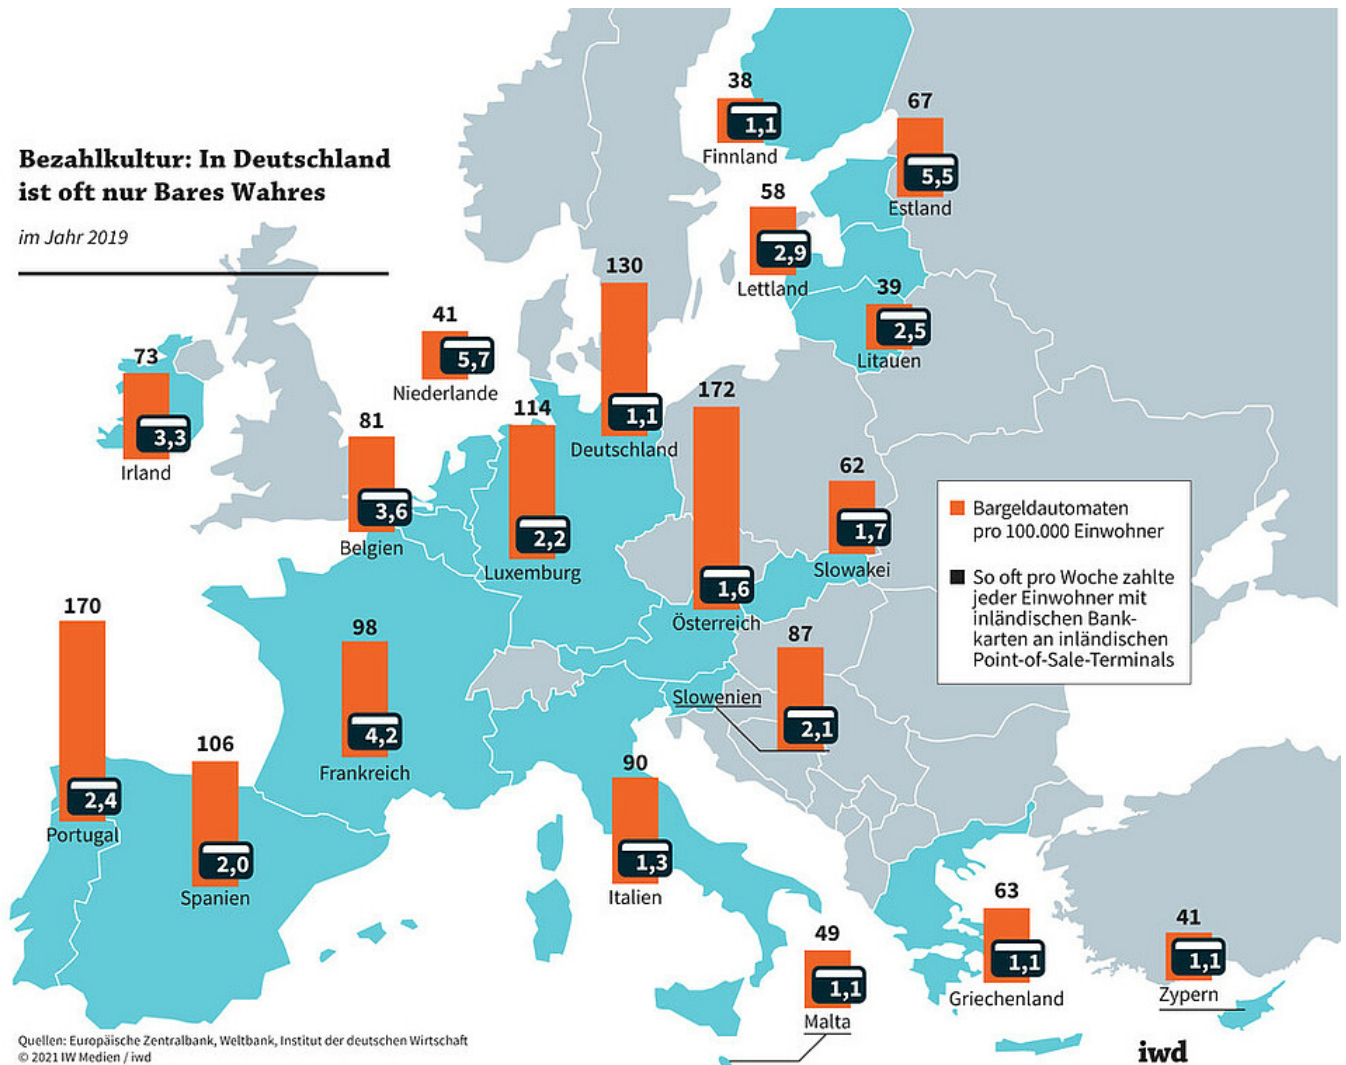 Bezahlkultur: In Deutschland
ist oft nur Bares Wahres
im Jahr 2019
38
1,1
Finnland
67
5,5
Estland
58
2,9
Lettland
39
2,5
Litauen
130
1,1
Deutschland
41
5,7
Niederlande
73
3,3
Irland
81
3,6
Belgien
114
2,2
Luxemburg
172
1,6
Österreich
62
1,7
Slowakei
Bargeldautomaten
pro 100.000 Einwohner
So oft pro Woche zahlte
jeder Einwohner mit
inländischen Bank-
karten an inländischen
Point-of-Sale-Terminals
170
2,4
Portugal
98
4,2
Frankreich
87
2,1
Slowenien
106
2,0
Spanien
90
1,3
Italien
49
1,1
Malta
63
1,1
Griechenland
41
1,1
Zypern
Quellen: Europäische Zentralbank, Weltbank, Institut der deutschen Wirtschaft
© 2021 IW Medien / iwd
iwd